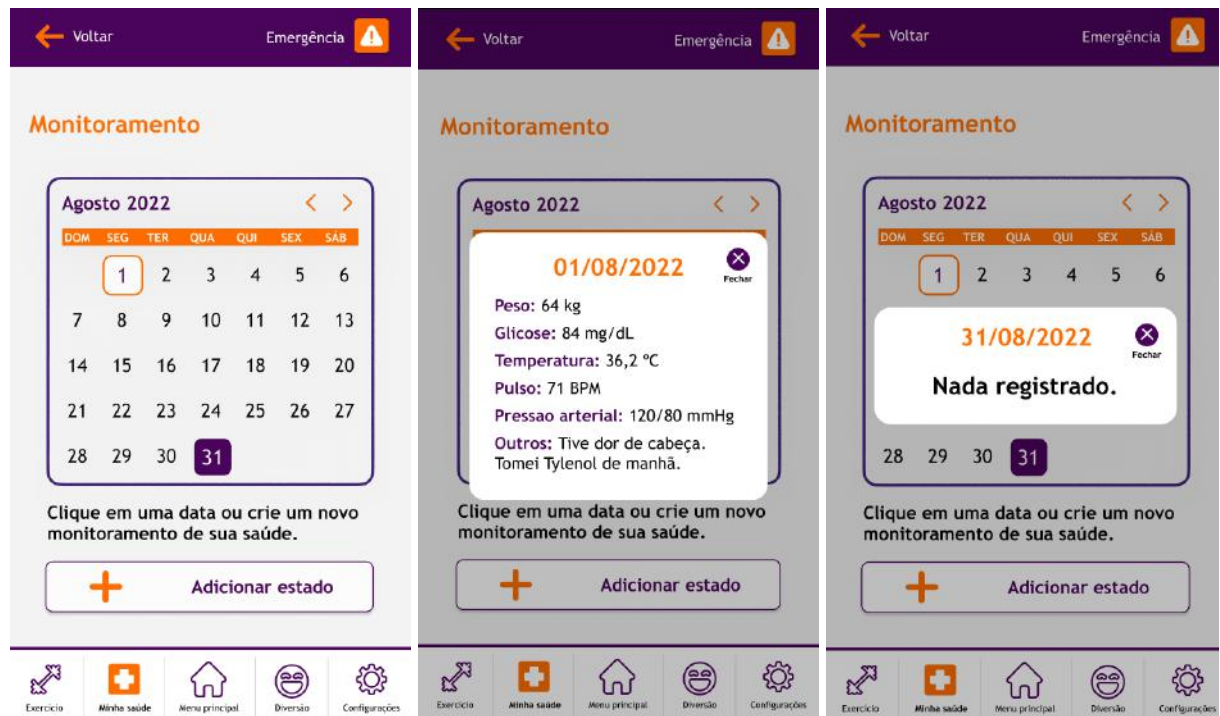 Voltar Emergência
Monitoramento
Agosto 2022 < >
DOM SEG TER QUA QUI SEX SÁB
1 2 3 4 5 6
7 8 9 10 11 12 13
14 15 16 17 18 19 20
21 22 23 24 25 26 27
28 29 30 31
Clique em uma data ou crie um novo
monitoramento de sua saúde.
+ Adicionar estado
Exercício Minha saúde Menu principal Diversão Configurações
Voltar Emergência
Monitoramento
Agosto 2022 < >
01/08/2022
Fechar
Peso: 64 kg
Glicose: 84 mg/dL
Temperatura: 36,2 °C
Pulso: 71 BPM
Pressao arterial: 120/80 mmHg
Outros: Tive dor de cabeça.
Tomei Tylenol de manhã.
Clique em uma data ou crie um novo
monitoramento de sua saúde.
+ Adicionar estado
Exercício Minha saúde Menu principal Diversão Configurações
Voltar Emergência
Monitoramento
Agosto 2022 < >
DOM SEG TER QUA QUI SEX SÁB
1 2 3 4 5 6
31/08/2022
Fechar
Nada registrado.
28 29 30 31
Clique em uma data ou crie um novo
monitoramento de sua saúde.
+ Adicionar estado
Exercício Minha saúde Menu principal Diversão Configurações